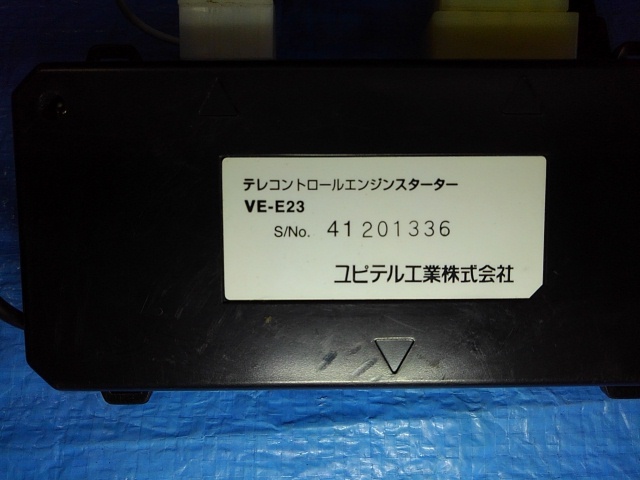 テレコントロールエンジンスターター
VE-E23
S/No. 41201336
ユピテル工業株式会社